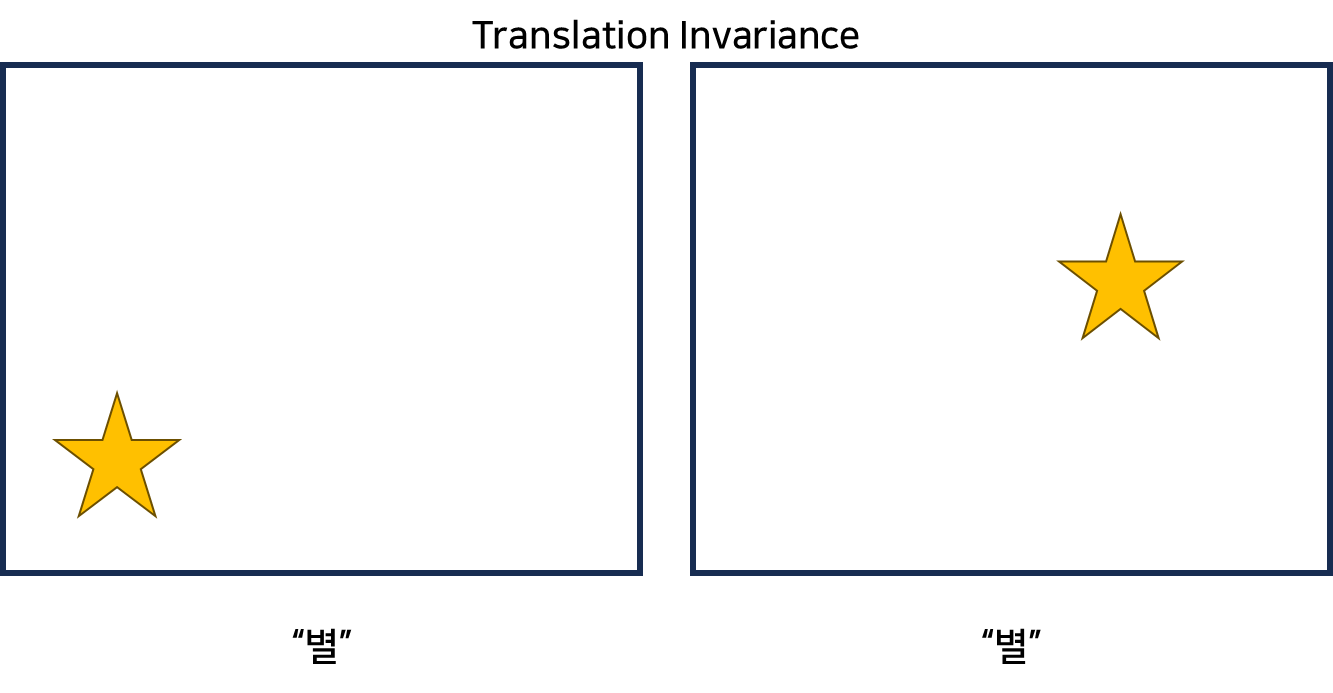 Translation Invariance
“별”
“별”